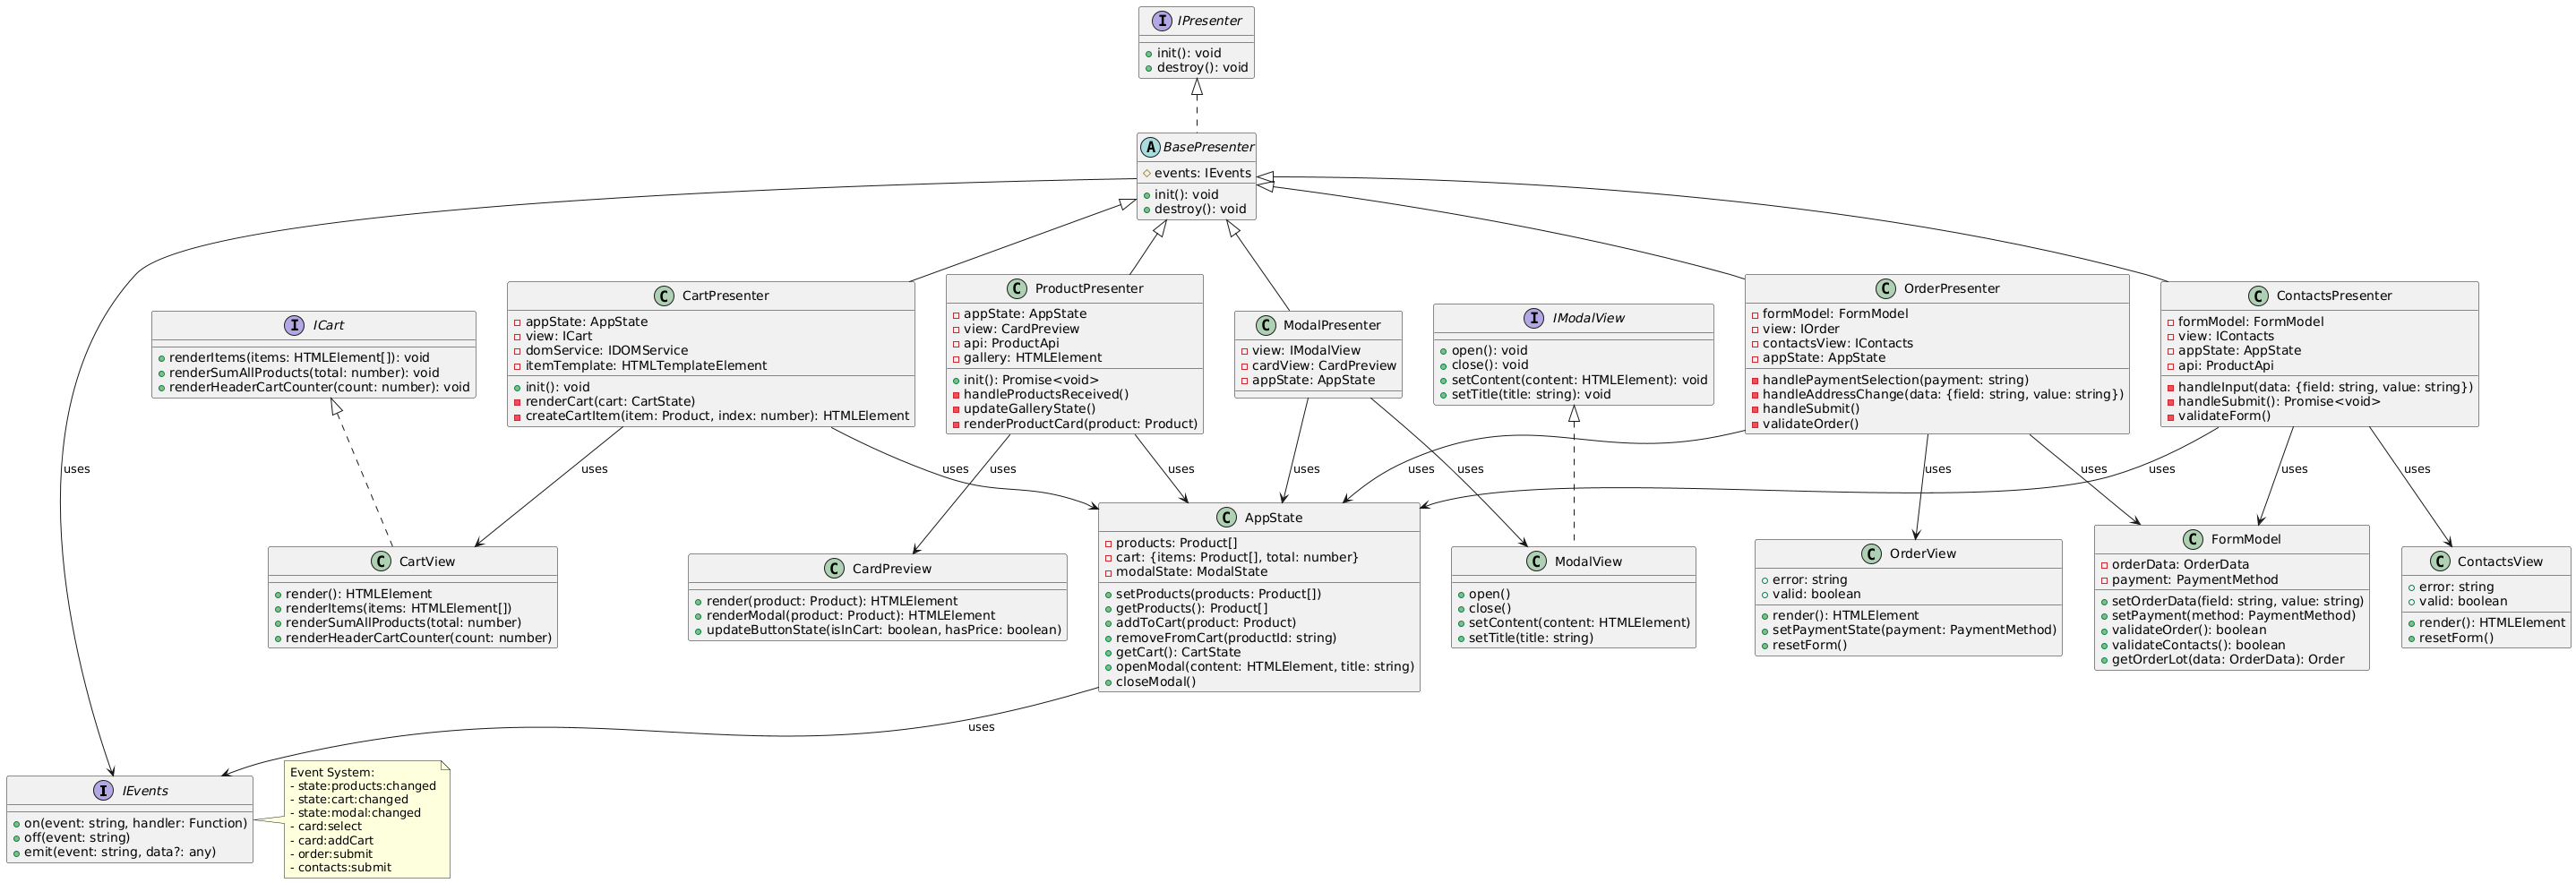 I IPresenter
init(): void
destroy(): void
A BasePresenter
events: IEvents
init(): void
destroy(): void
C CartPresenter
appState: AppState
view: ICart
domService: IDOMService
itemTemplate: HTMLTemplateElement
init(): void
renderCart(cart: CartState)
createCartItem(item: Product, index: number): HTMLElement
C ProductPresenter
appState: AppState
view: CardPreview
api: ProductApi
gallery: HTMLElement
init(): Promise<void>
handleProductsReceived()
updateGalleryState()
renderProductCard(product: Product)
C ModalPresenter
view: IModalView
cardView: CardPreview
appState: AppState
I IModalView
open(): void
close(): void
setContent(content: HTMLElement): void
setTitle(title: string): void
C OrderPresenter
formModel: FormModel
view: IOrder
contactsView: IContacts
appState: AppState
handlePaymentSelection(payment: string)
handleAddressChange(data: {field: string, value: string})
handleSubmit()
validateOrder()
C ContactsPresenter
formModel: FormModel
view: IContacts
appState: AppState
api: ProductApi
handleInput(data: {field: string, value: string})
handleSubmit(): Promise<void>
validateForm()
I ICart
renderItems(items: HTMLElement[]): void
renderSumAllProducts(total: number): void
renderHeaderCartCounter(count: number): void
uses
uses
uses
uses
uses
uses
uses
uses
uses
uses
uses
uses
uses
C CartView
render(): HTMLElement
renderItems(items: HTMLElement[])
renderSumAllProducts(total: number)
renderHeaderCartCounter(count: number)
C CardPreview
render(product: Product): HTMLElement
renderModal(product: Product): HTMLElement
updateButtonState(isInCart: boolean, hasPrice: boolean)
C AppState
products: Product[]
cart: {items: Product[], total: number}
modalState: ModalState
setProducts(products: Product[])
getProducts(): Product[]
addToCart(product: Product)
removeFromCart(productId: string)
getCart(): CartState
openModal(content: HTMLElement, title: string)
closeModal()
C ModalView
open()
close()
setContent(content: HTMLElement)
setTitle(title: string)
C OrderView
error: string
valid: boolean
render(): HTMLElement
setPaymentState(payment: PaymentMethod)
resetForm()
C FormModel
orderData: OrderData
payment: PaymentMethod
setOrderData(field: string, value: string)
setPayment(method: PaymentMethod)
validateOrder(): boolean
validateContacts(): boolean
getOrderLot(data: OrderData): Order
C ContactsView
error: string
valid: boolean
render(): HTMLElement
resetForm()
uses
I IEvents
on(event: string, handler: Function)
off(event: string)
emit(event: string, data?: any)
Event System:
- state:products:changed
- state:cart:changed
- state:modal:changed
- card:select
- card:addCart
- order:submit
- contacts:submit